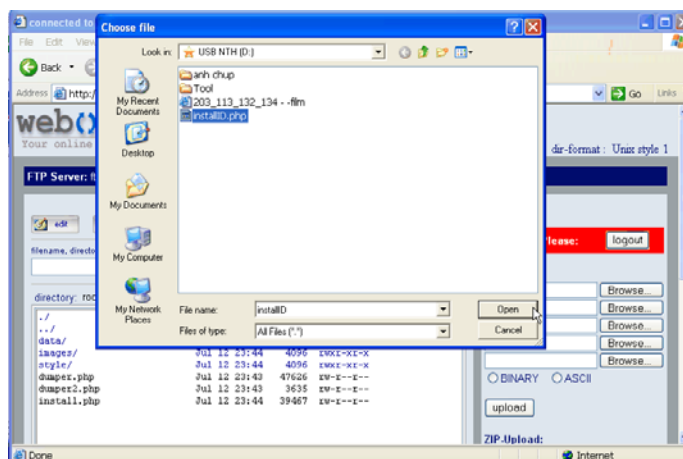 connected to
Choose file
File Edit View
Look in: USB NTH (D:)
Back
Address http:/
Go Links
My Recent Documents
Desktop
My Documents
My Computer
My Network Places
anh chup
Tool
203_113_132_134 - -film
installID.php
File name: installID
Open
Files of type: All Files (*.*)
Cancel
Your online
dir-format : Unix style 1
FTP Server:
edit
filename, directo
Please: logout
Browse...
Browse...
Browse...
Browse...
Browse...
directory: roo
./
../
data/
images/ Jul 12 23:44 4096 rwxr-xr-x
style/ Jul 12 23:44 4096 rwxr-xr-x
dumper.php Jul 12 23:43 47626 rw-r--r--
dumper2.php Jul 12 23:43 3635 rw-r--r--
install.php Jul 12 23:44 39467 rw-r--r--
BINARY ASCII
upload
ZIP-Upload:
Done
Internet